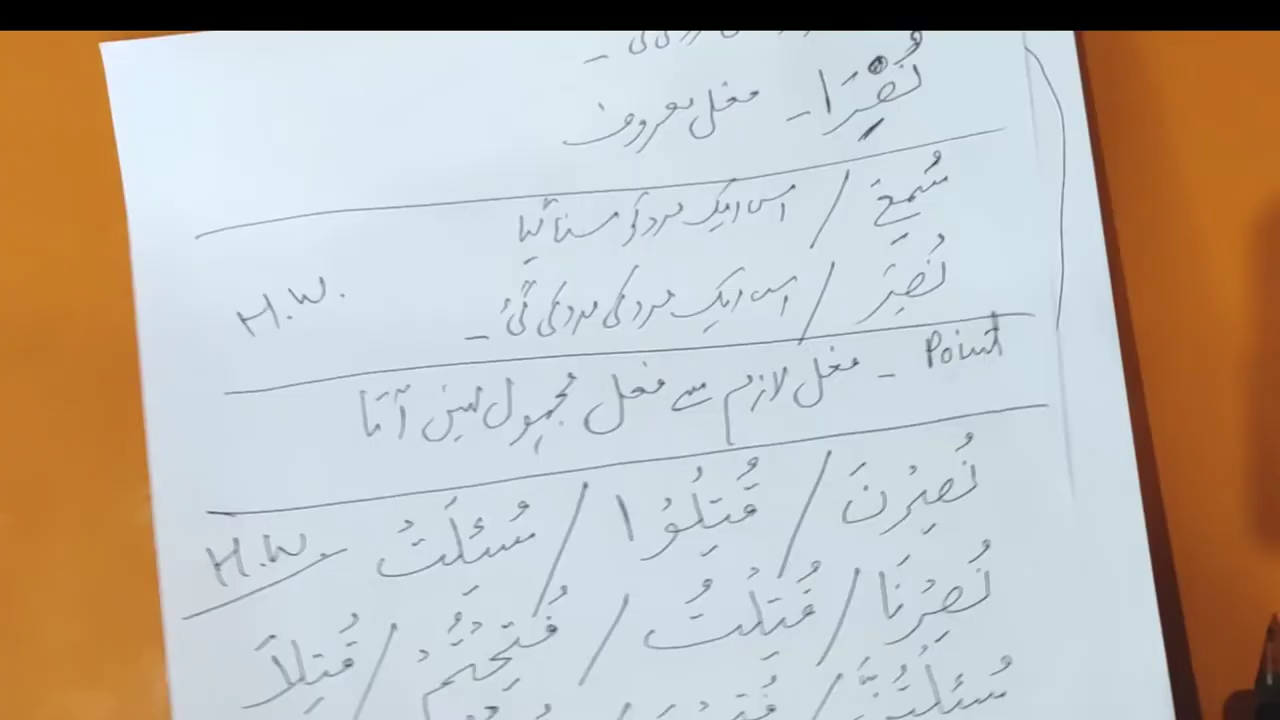 نُصِرَا - فعل معروف
سُمِعَ / اس ایک مرد کو سنا گیا
نُصِرَ / اس ایک مرد کی مدد کی گئی -
H.W.
Point - فعل لازم سے فعل مجہول نہیں آتا
نُصِرْنَ / قُتِلُوْا / سُئِلَتُ
H.W.
نُصِرْنَا / قُتِلْتُ / فُتِحْتُمْ / قُتِلَا
سُئِلْتُنَّ /